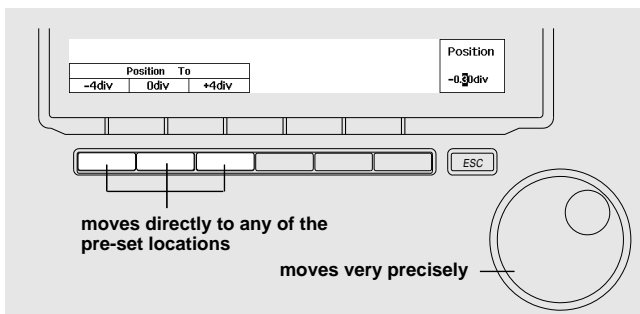 Position
Position To
-4div 0div +4div
-0.30div
ESC
moves directly to any of the
pre-set locations
moves very precisely